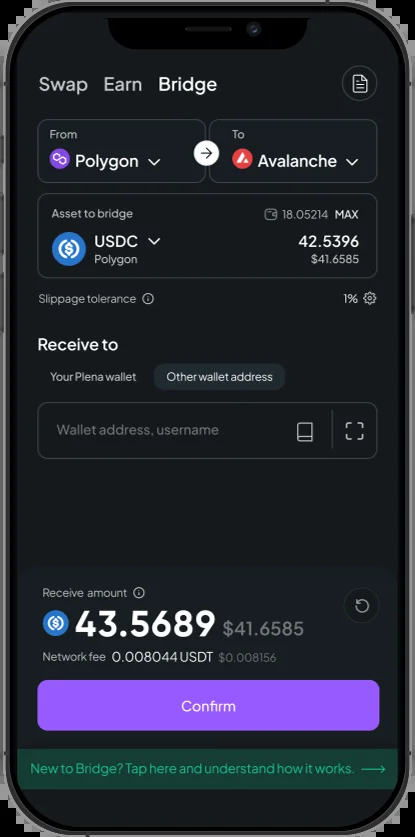 Swap Earn Bridge
From
Polygon
To
Avalanche
Asset to bridge
18.05214 MAX
USDC
42.5396
Polygon
$41.6585
Slippage tolerance
1%
Receive to
Your Plena wallet
Other wallet address
Wallet address, username
Receive amount
43.5689 $41.6585
Network fee 0.008044 USDT $0.008156
Confirm
New to Bridge? Tap here and understand how it works.